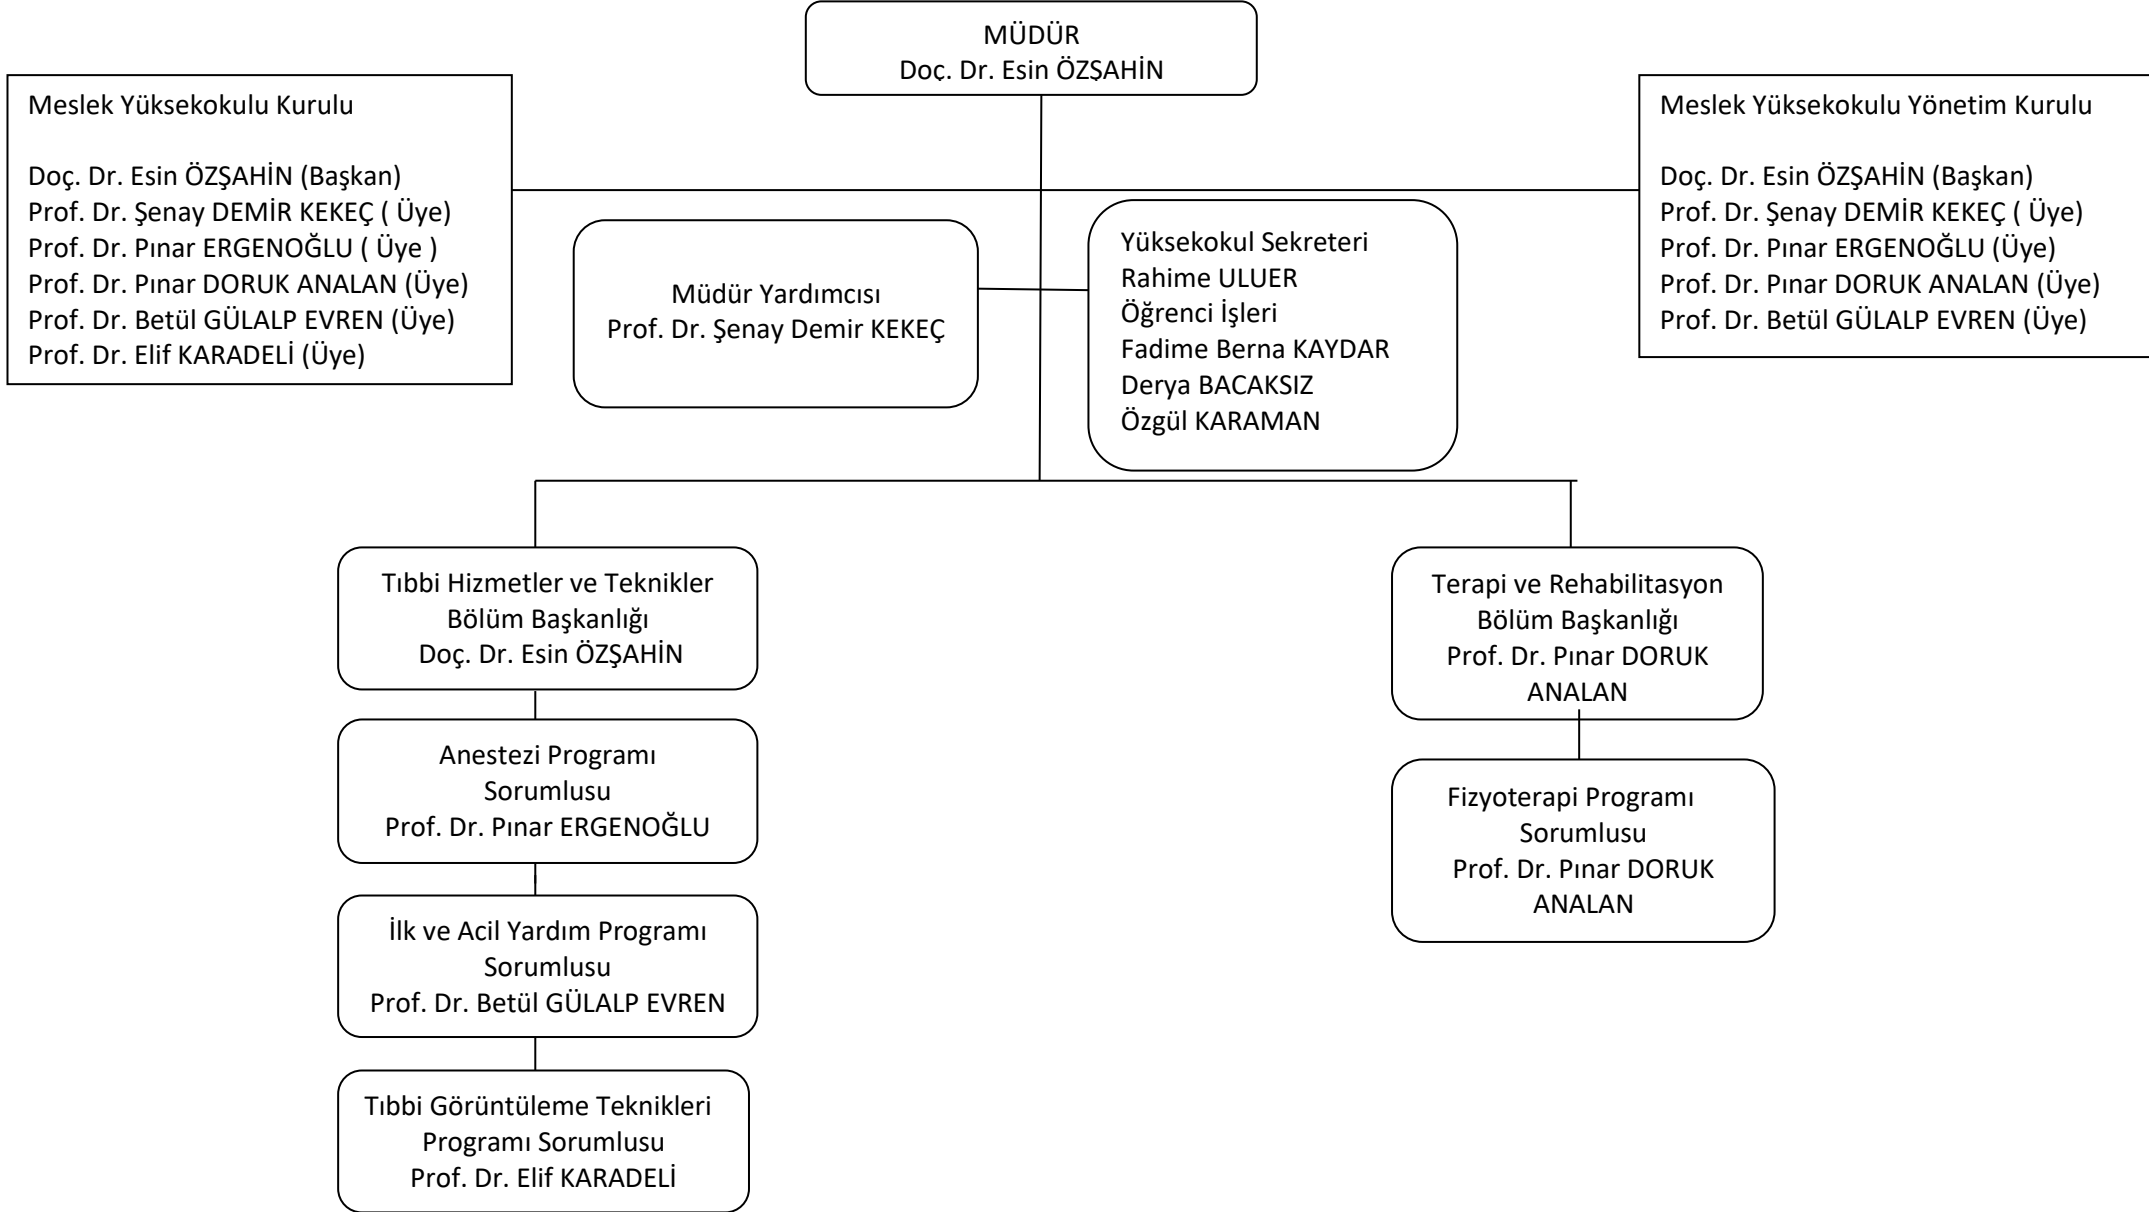 MÜDÜR
Doç. Dr. Esin ÖZŞAHİN
Meslek Yüksekokulu Kurulu
Doç. Dr. Esin ÖZŞAHİN (Başkan)
Prof. Dr. Şenay DEMİR KEKEÇ ( Üye)
Prof. Dr. Pınar ERGENOĞLU ( Üye )
Prof. Dr. Pınar DORUK ANALAN (Üye)
Prof. Dr. Betül GÜLALP EVREN (Üye)
Prof. Dr. Elif KARADELİ (Üye)
Meslek Yüksekokulu Yönetim Kurulu
Doç. Dr. Esin ÖZŞAHİN (Başkan)
Prof. Dr. Şenay DEMİR KEKEÇ ( Üye)
Prof. Dr. Pınar ERGENOĞLU (Üye)
Prof. Dr. Pınar DORUK ANALAN (Üye)
Prof. Dr. Betül GÜLALP EVREN (Üye)
Müdür Yardımcısı
Prof. Dr. Şenay Demir KEKEÇ
Yüksekokul Sekreteri
Rahime ULUER
Öğrenci İşleri
Fadime Berna KAYDAR
Derya BACAKSIZ
Özgül KARAMAN
Tıbbi Hizmetler ve Teknikler
Bölüm Başkanlığı
Doç. Dr. Esin ÖZŞAHİN
Anestezi Programı
Sorumlusu
Prof. Dr. Pınar ERGENOĞLU
İlk ve Acil Yardım Programı
Sorumlusu
Prof. Dr. Betül GÜLALP EVREN
Tıbbi Görüntüleme Teknikleri
Programı Sorumlusu
Prof. Dr. Elif KARADELİ
Terapi ve Rehabilitasyon
Bölüm Başkanlığı
Prof. Dr. Pınar DORUK
ANALAN
Fizyoterapi Programı
Sorumlusu
Prof. Dr. Pınar DORUK
ANALAN